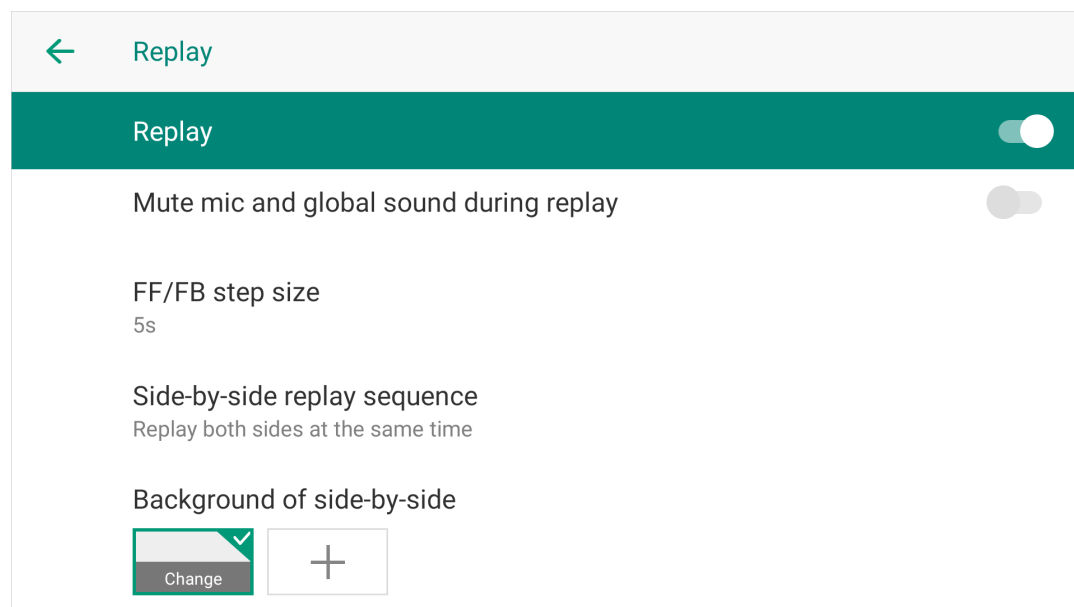 Replay
Replay
Mute mic and global sound during replay
FF/FB step size
5s
Side-by-side replay sequence
Replay both sides at the same time
Background of side-by-side
Change